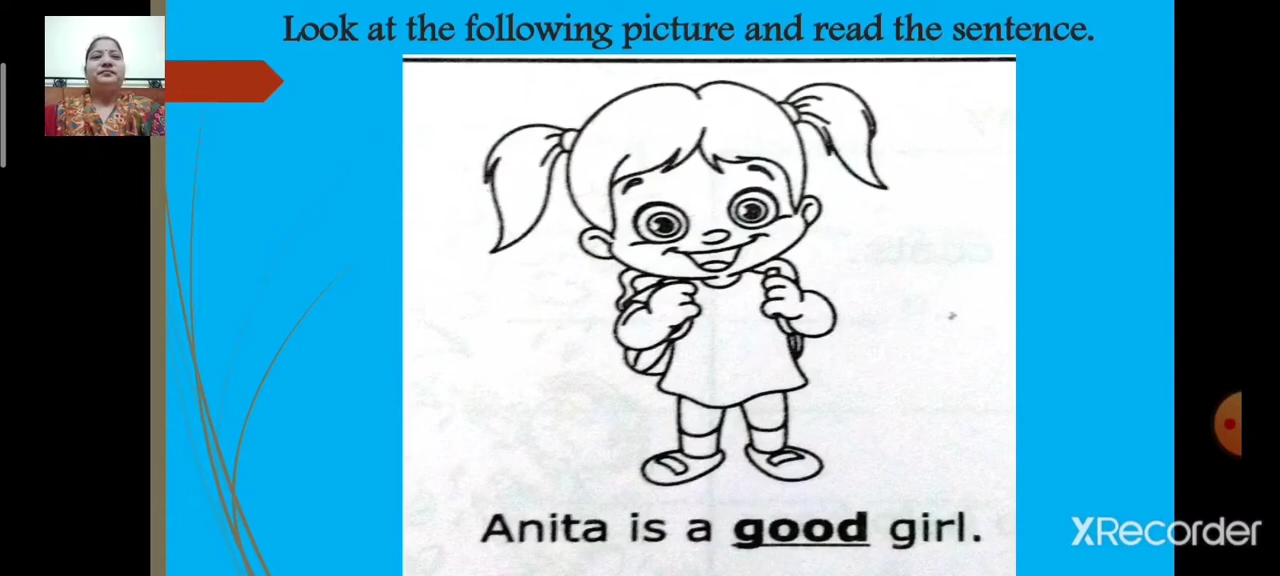 Look at the following picture and read the sentence.
Anita is a good girl.
XRecorder